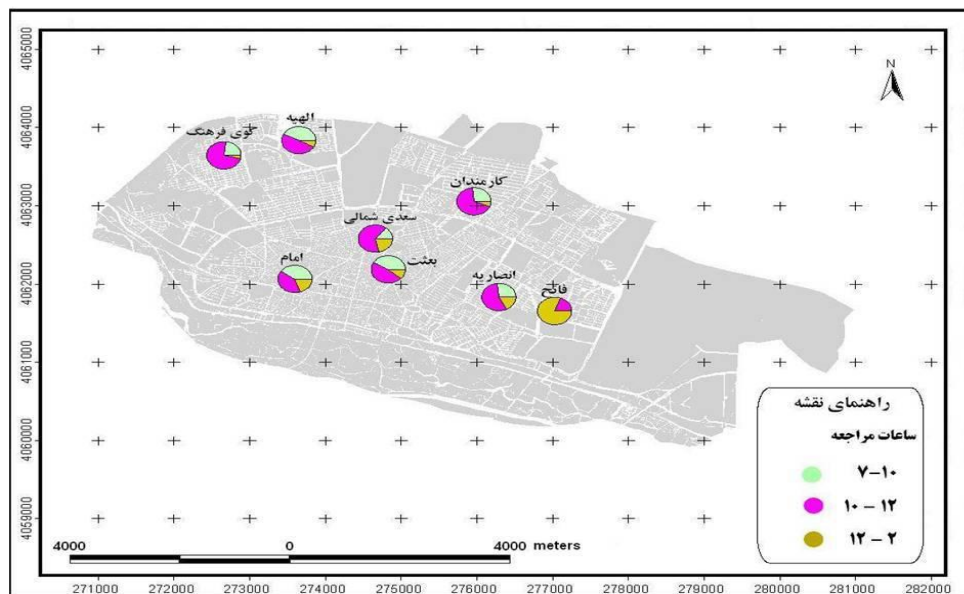 4065000
4064000
4063000
4062000
4061000
4060000
4059000
N
الهیه
کوی فرهنگ
کارمندان
سعدی شمالی
بعثت
امام
انصاریه
فاتح
راهنمای نقشه
ساعات مراجعه
۷-۱۰
۱۰ - ۱۲
۱۲ - ۲
4000 0 4000 meters
271000 272000 273000 274000 275000 276000 277000 278000 279000 280000 281000 282000